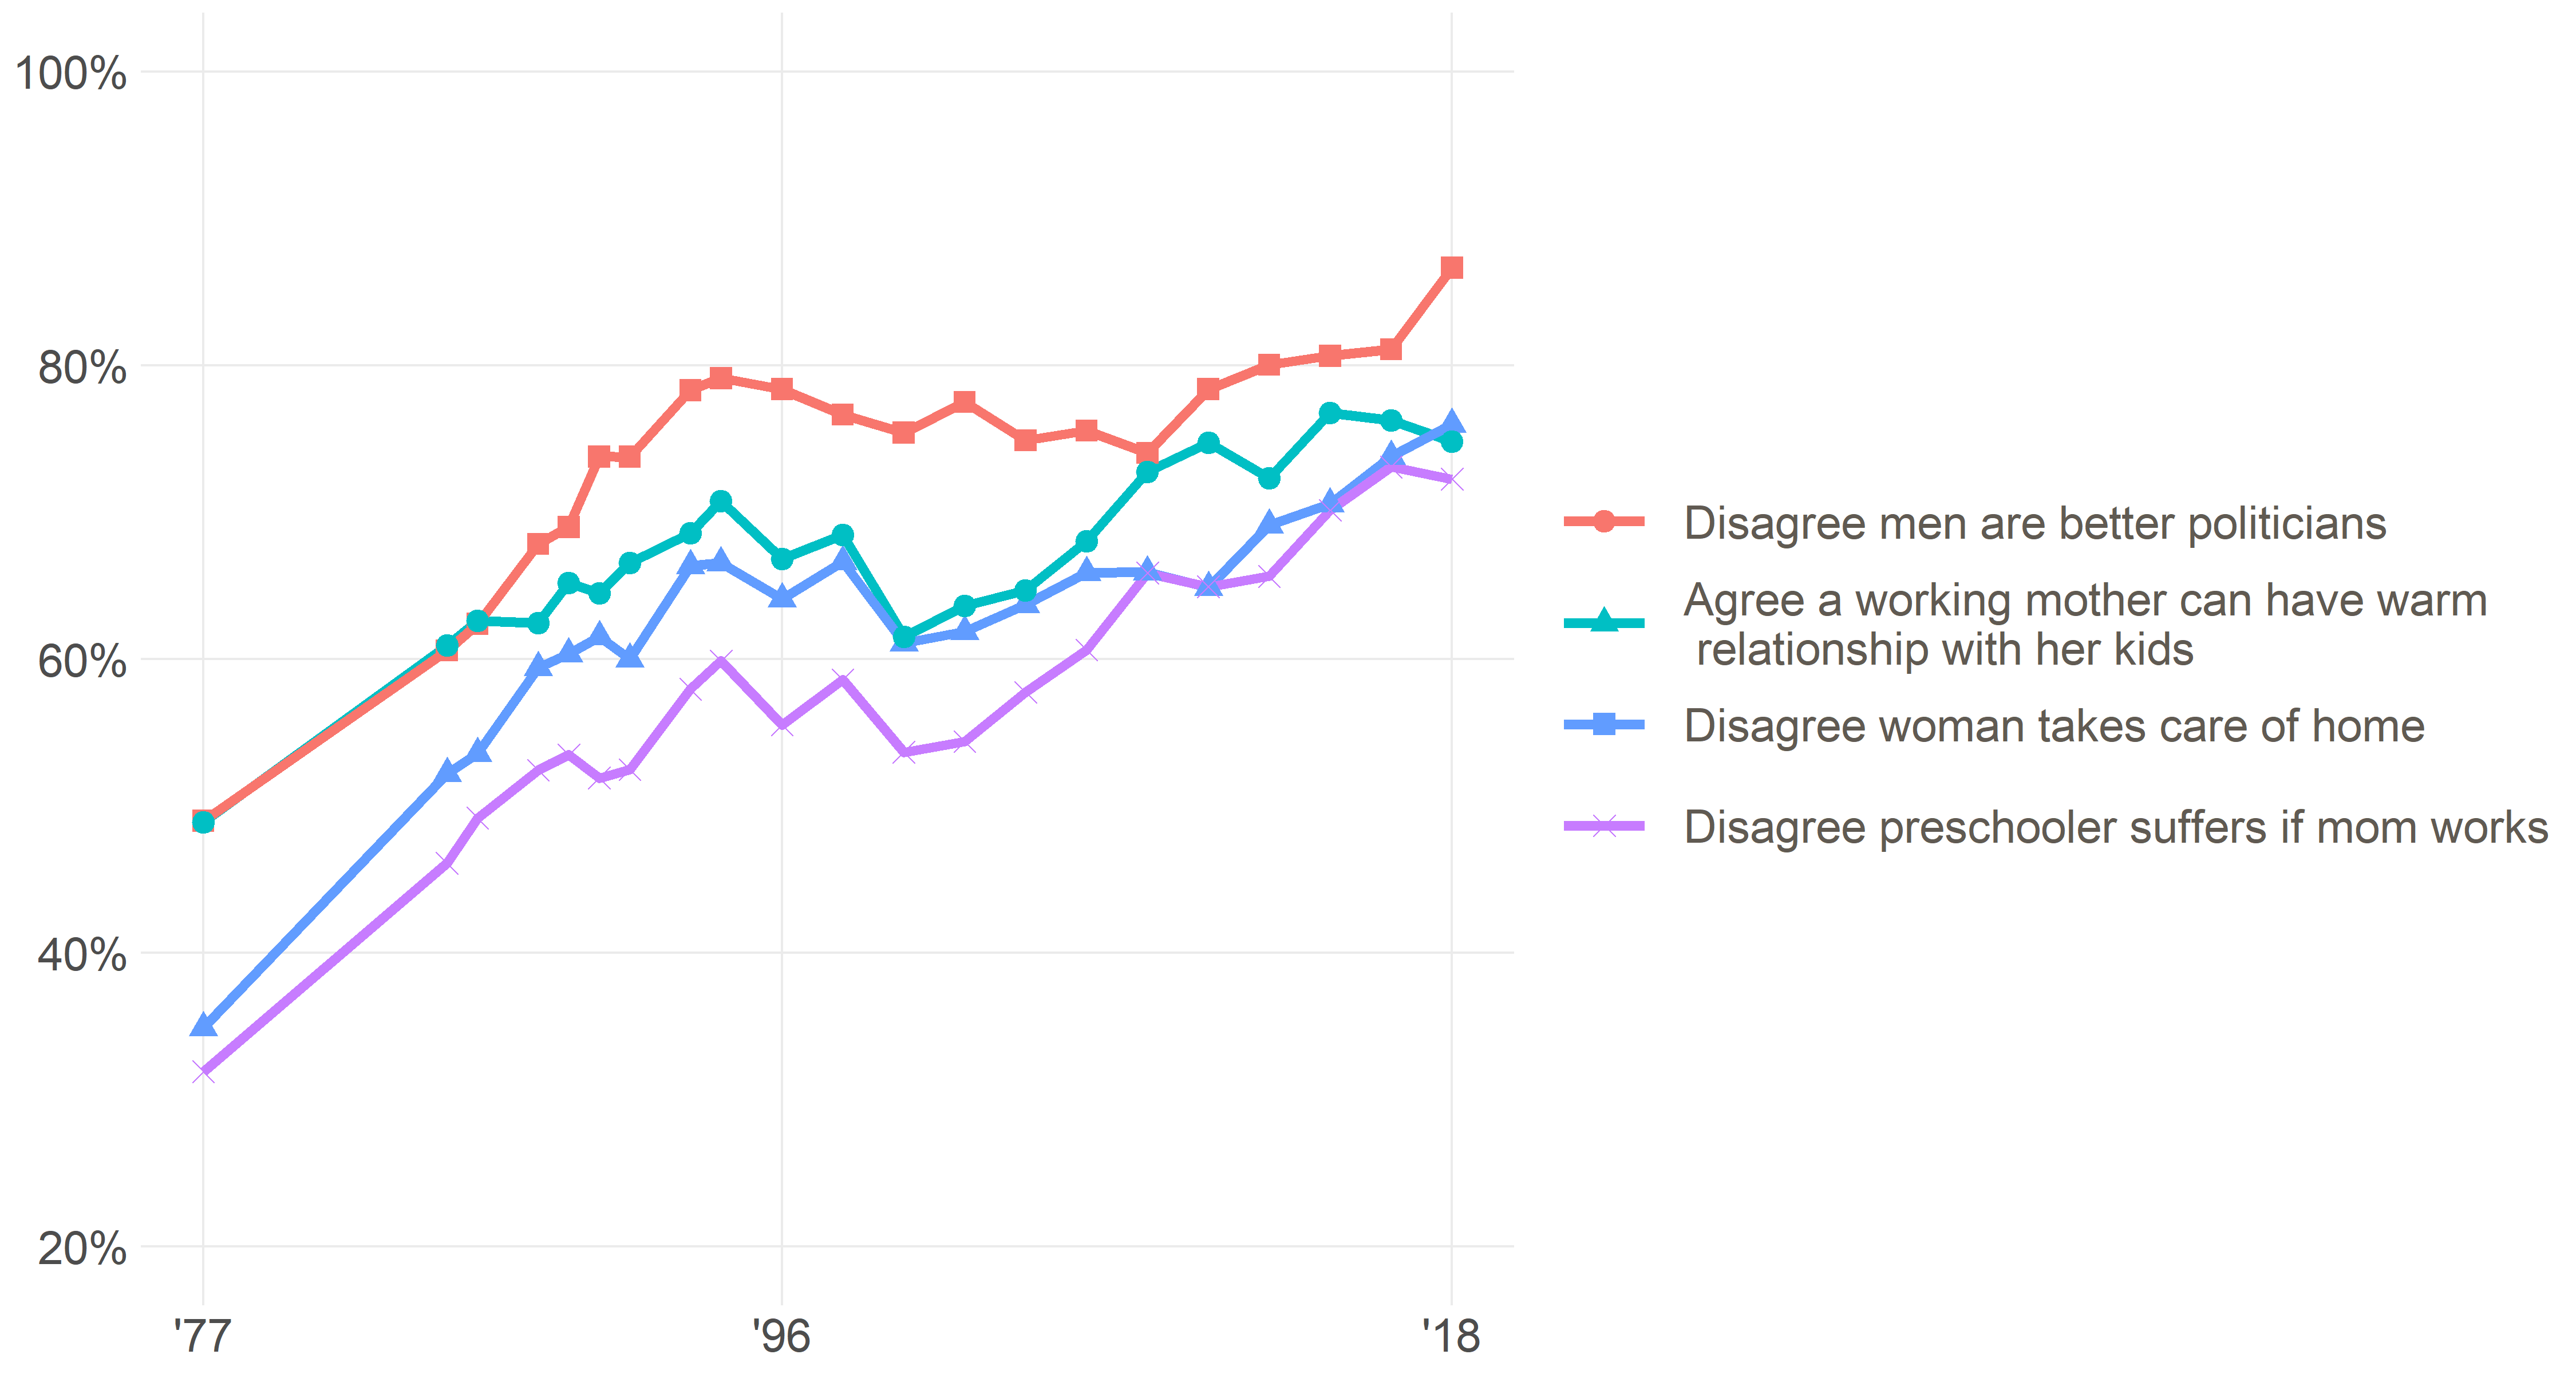 100%
80%
60%
40%
20%
'77
'96
'18
Disagree men are better politicians
Agree a working mother can have warm
relationship with her kids
Disagree woman takes care of home
Disagree preschooler suffers if mom works